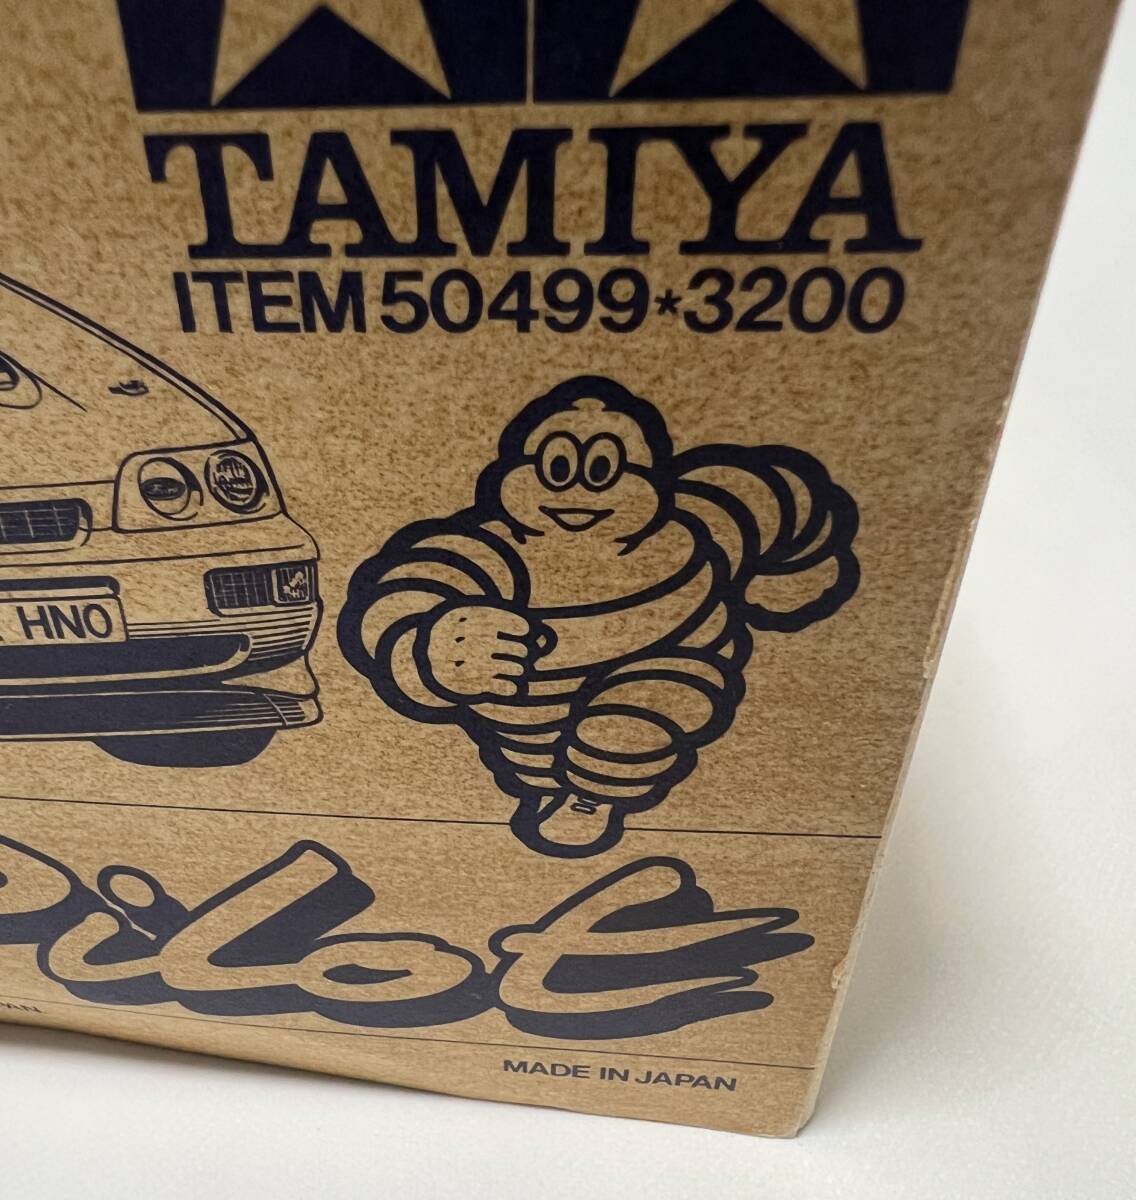 TAMIYA
ITEM 50499*3200
HNO
Pilot
MADE IN JAPAN